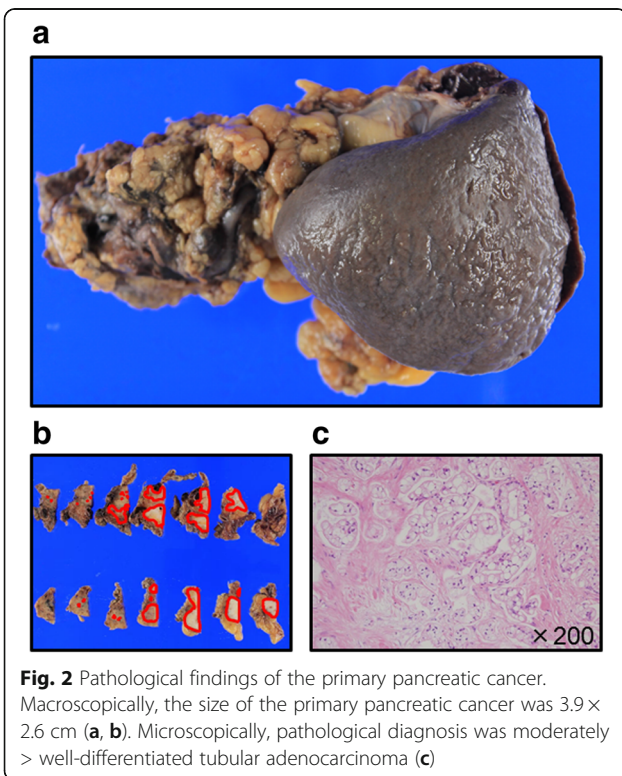 a
b
c
× 200
Fig. 2 Pathological findings of the primary pancreatic cancer.
Macroscopically, the size of the primary pancreatic cancer was 3.9 ×
2.6 cm (a, b). Microscopically, pathological diagnosis was moderately
> well-differentiated tubular adenocarcinoma (c)